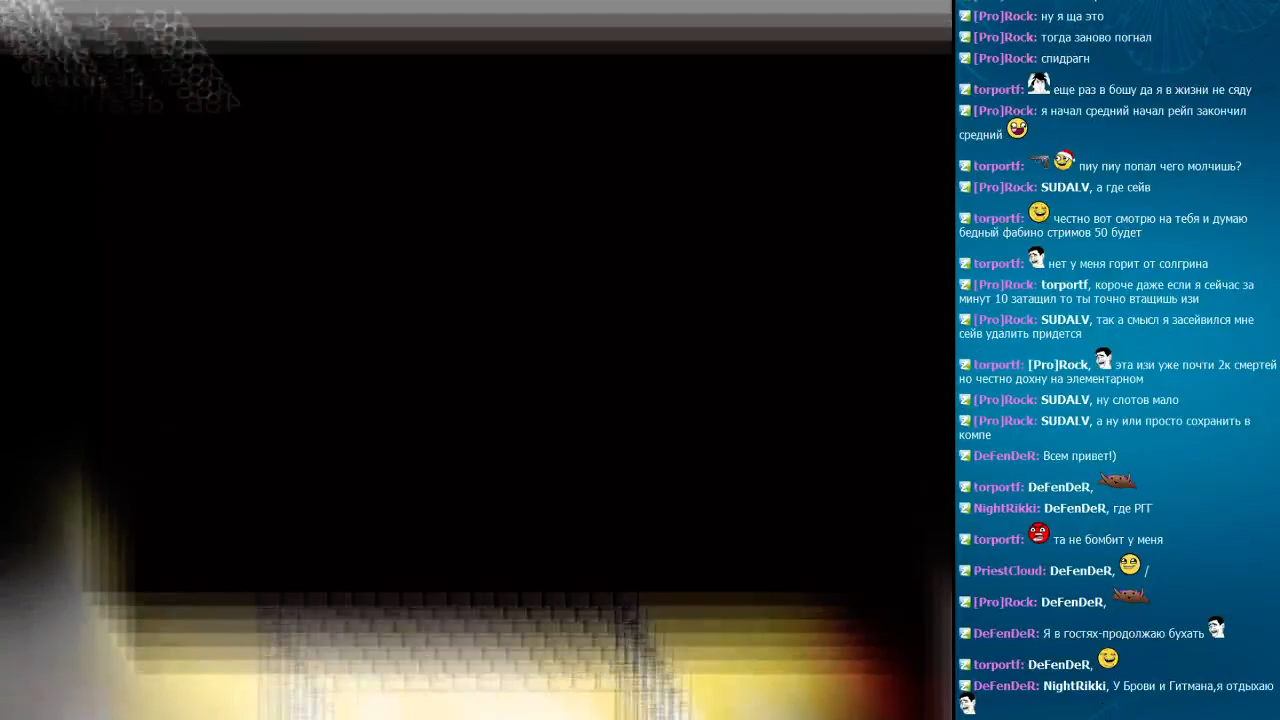 [Pro]Rock: ну я ща это
[Pro]Rock: тогда заново погнал
[Pro]Rock: спидрагн
torportf: еще раз в бошу да я в жизни не сяду
[Pro]Rock: я начал средний начал рейп закончил
средний
torportf: пиу пиу попал чего молчишь?
[Pro]Rock: SUDALV, а где сейв
torportf: честно вот смотрю на тебя и думаю
бедный фабино стримов 50 будет
torportf: нет у меня горит от солгрина
[Pro]Rock: torportf, короче даже если я сейчас за
минут 10 затащил то ты точно втащишь изи
[Pro]Rock: SUDALV, так а смысл я засейвился мне
сейв удалить придется
torportf: [Pro]Rock, эта изи уже почти 2к смертей
но честно дохну на элементарном
[Pro]Rock: SUDALV, ну слотов мало
[Pro]Rock: SUDALV, а ну или просто сохранить в
компе
DeFenDeR: Всем привет!)
torportf: DeFenDeR,
NightRikki: DeFenDeR, где РГГ
torportf: та не бомбит у меня
PriestCloud: DeFenDeR, /
[Pro]Rock: DeFenDeR,
DeFenDeR: Я в гостях-продолжаю бухать
torportf: DeFenDeR,
DeFenDeR: NightRikki, У Брови и Гитмана,я отдыхаю